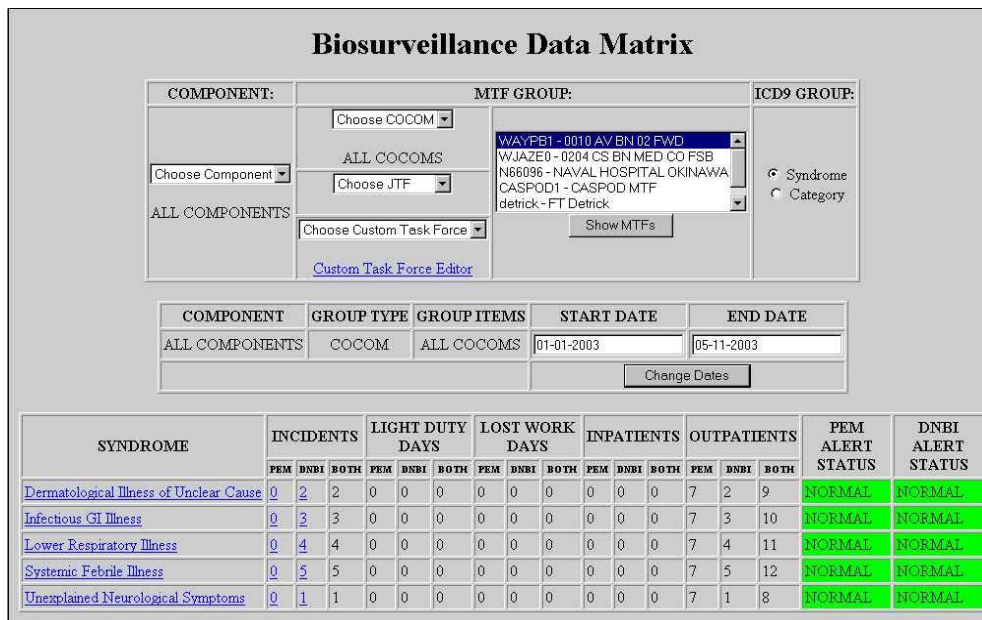 Biosurveillance Data Matrix
COMPONENT: MTF GROUP: ICD9 GROUP:
Choose Component
ALL COMPONENTS
Choose COCOM
ALL COCOMS
Choose JTF
Choose Custom Task Force
Custom Task Force Editor
WAYPB1 - 0010 AV BN 02 FWD
WJAZE0 - 0204 CS BN MED CO FSB
N66096 - NAVAL HOSPITAL OKINAWA
CASPOD1 - CASPOD MTF
detrick - FT Detrick
Show MTFs
Syndrome
Category
COMPONENT GROUP TYPE GROUP ITEMS START DATE END DATE
ALL COMPONENTS COCOM ALL COCOMS 01-01-2003 05-11-2003
Change Dates
SYNDROME INCIDENTS LIGHT DUTY DAYS LOST WORK DAYS INPATIENTS OUTPATIENTS PEM ALERT STATUS DNBI ALERT STATUS
PEM DNBI BOTH PEM DNBI BOTH PEM DNBI BOTH PEM DNBI BOTH PEM DNBI BOTH
Dermatological Illness of Unclear Cause 0 2 2 0 0 0 0 0 0 0 0 0 7 2 9 NORMAL NORMAL
Infectious GI Illness 0 3 3 0 0 0 0 0 0 0 0 0 7 3 10 NORMAL NORMAL
Lower Respiratory Illness 0 4 4 0 0 0 0 0 0 0 0 0 7 4 11 NORMAL NORMAL
Systemic Febrile Illness 0 5 5 0 0 0 0 0 0 0 0 0 7 5 12 NORMAL NORMAL
Unexplained Neurological Symptoms 0 1 1 0 0 0 0 0 0 0 0 0 7 1 8 NORMAL NORMAL